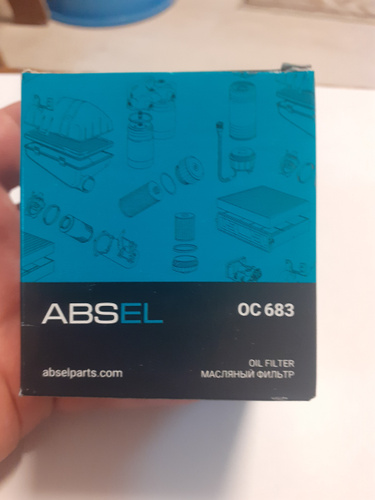 ABSEL
OC 683
OIL FILTER
abselparts.com
МАСЛЯНЫЙ ФИЛЬТР